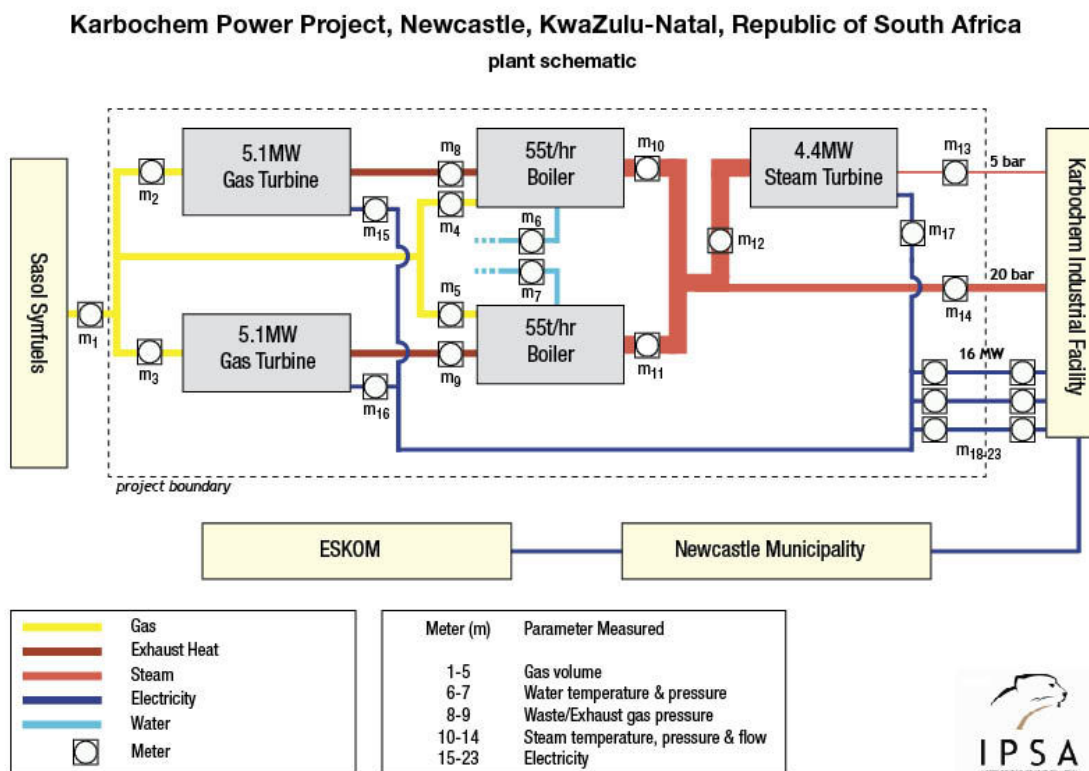 Karbochem Power Project, Newcastle, KwaZulu-Natal, Republic of South Africa
plant schematic
Sasol Synfuels
m1
m2
m3
5.1MW
Gas Turbine
m15
5.1MW
Gas Turbine
m16
m8
m4
m6
m7
m5
m9
55t/hr
Boiler
55t/hr
Boiler
m10
m11
m12
4.4MW
Steam Turbine
m13
5 bar
m17
20 bar
m14
16 MW
m18-23
Karbochem Industrial Facility
project boundary
ESKOM
Newcastle Municipality
Gas
Exhaust Heat
Steam
Electricity
Water
Meter
Meter (m) Parameter Measured
1-5 Gas volume
6-7 Water temperature & pressure
8-9 Waste/Exhaust gas pressure
10-14 Steam temperature, pressure & flow
15-23 Electricity
IPSA